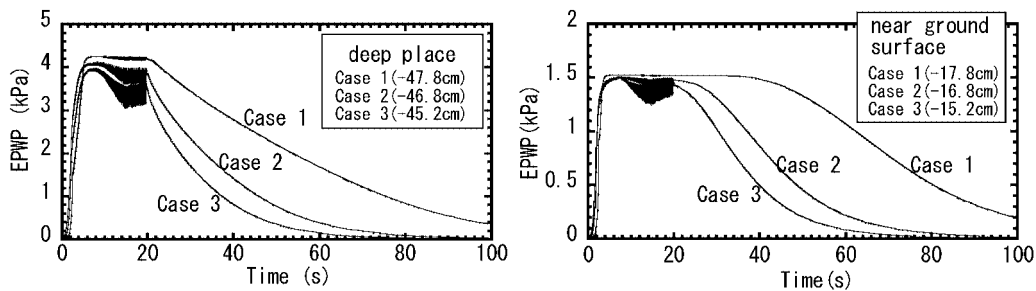 5
4
3
2
1
0
EPWP (kPa)
deep place
Case 1(-47.8cm)
Case 2(-46.8cm)
Case 3(-45.2cm)
Case 1
Case 2
Case 3
0 20 40 60 80 100
Time (s)
2
1.5
1
0.5
0
EPWP(kPa)
near ground
surface
Case 1(-17.8cm)
Case 2(-16.8cm)
Case 3(-15.2cm)
Case 1
Case 2
Case 3
0 20 40 60 80 100
Time(s)